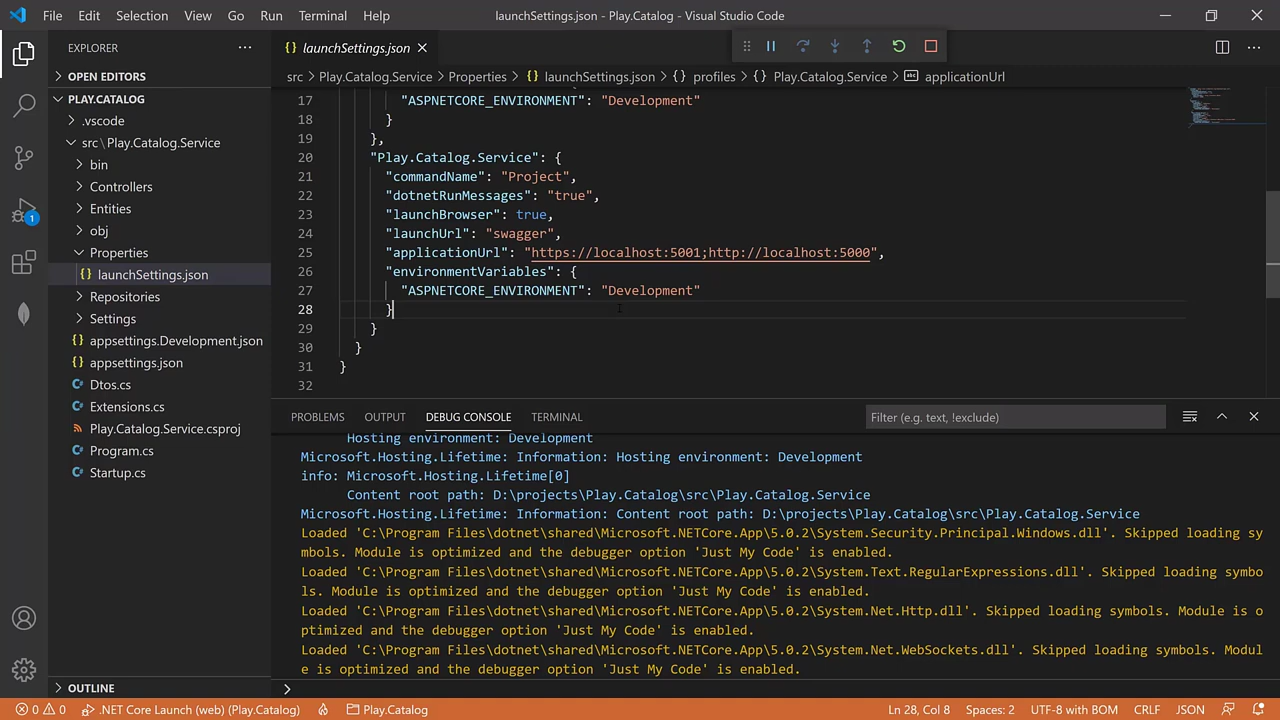 File Edit Selection View Go Run Terminal Help launchSettings.json - Play.Catalog - Visual Studio Code
EXPLORER
OPEN EDITORS
PLAY.CATALOG
.vscode
src\Play.Catalog.Service
bin
Controllers
Entities
obj
Properties
{} launchSettings.json
Repositories
Settings
{} appsettings.Development.json
{} appsettings.json
Dtos.cs
Extensions.cs
Play.Catalog.Service.csproj
Program.cs
Startup.cs
OUTLINE
1
{} launchSettings.json
src > Play.Catalog.Service > Properties > {} launchSettings.json > {} profiles > {} Play.Catalog.Service > applicationUrl
17 "ASPNETCORE_ENVIRONMENT": "Development"
18 }
19 },
20 "Play.Catalog.Service": {
21 "commandName": "Project",
22 "dotnetRunMessages": "true",
23 "launchBrowser": true,
24 "launchUrl": "swagger",
25 "applicationUrl": "https://localhost:5001;http://localhost:5000",
26 "environmentVariables": {
27 "ASPNETCORE_ENVIRONMENT": "Development"
28 }
29 }
30 }
31 }
32
PROBLEMS OUTPUT DEBUG CONSOLE TERMINAL Filter (e.g. text, !exclude)
Hosting environment: Development
Microsoft.Hosting.Lifetime: Information: Hosting environment: Development
info: Microsoft.Hosting.Lifetime[0]
Content root path: D:\projects\Play.Catalog\src\Play.Catalog.Service
Microsoft.Hosting.Lifetime: Information: Content root path: D:\projects\Play.Catalog\src\Play.Catalog.Service
Loaded 'C:\Program Files\dotnet\shared\Microsoft.NETCore.App\5.0.2\System.Security.Principal.Windows.dll'. Skipped loading sy
mbols. Module is optimized and the debugger option 'Just My Code' is enabled.
Loaded 'C:\Program Files\dotnet\shared\Microsoft.NETCore.App\5.0.2\System.Text.RegularExpressions.dll'. Skipped loading symbo
ls. Module is optimized and the debugger option 'Just My Code' is enabled.
Loaded 'C:\Program Files\dotnet\shared\Microsoft.NETCore.App\5.0.2\System.Net.Http.dll'. Skipped loading symbols. Module is o
ptimized and the debugger option 'Just My Code' is enabled.
Loaded 'C:\Program Files\dotnet\shared\Microsoft.NETCore.App\5.0.2\System.Net.WebSockets.dll'. Skipped loading symbols. Modul
e is optimized and the debugger option 'Just My Code' is enabled.
0 0 .NET Core Launch (web) (Play.Catalog) Play.Catalog Ln 28, Col 8 Spaces: 2 UTF-8 with BOM CRLF JSON